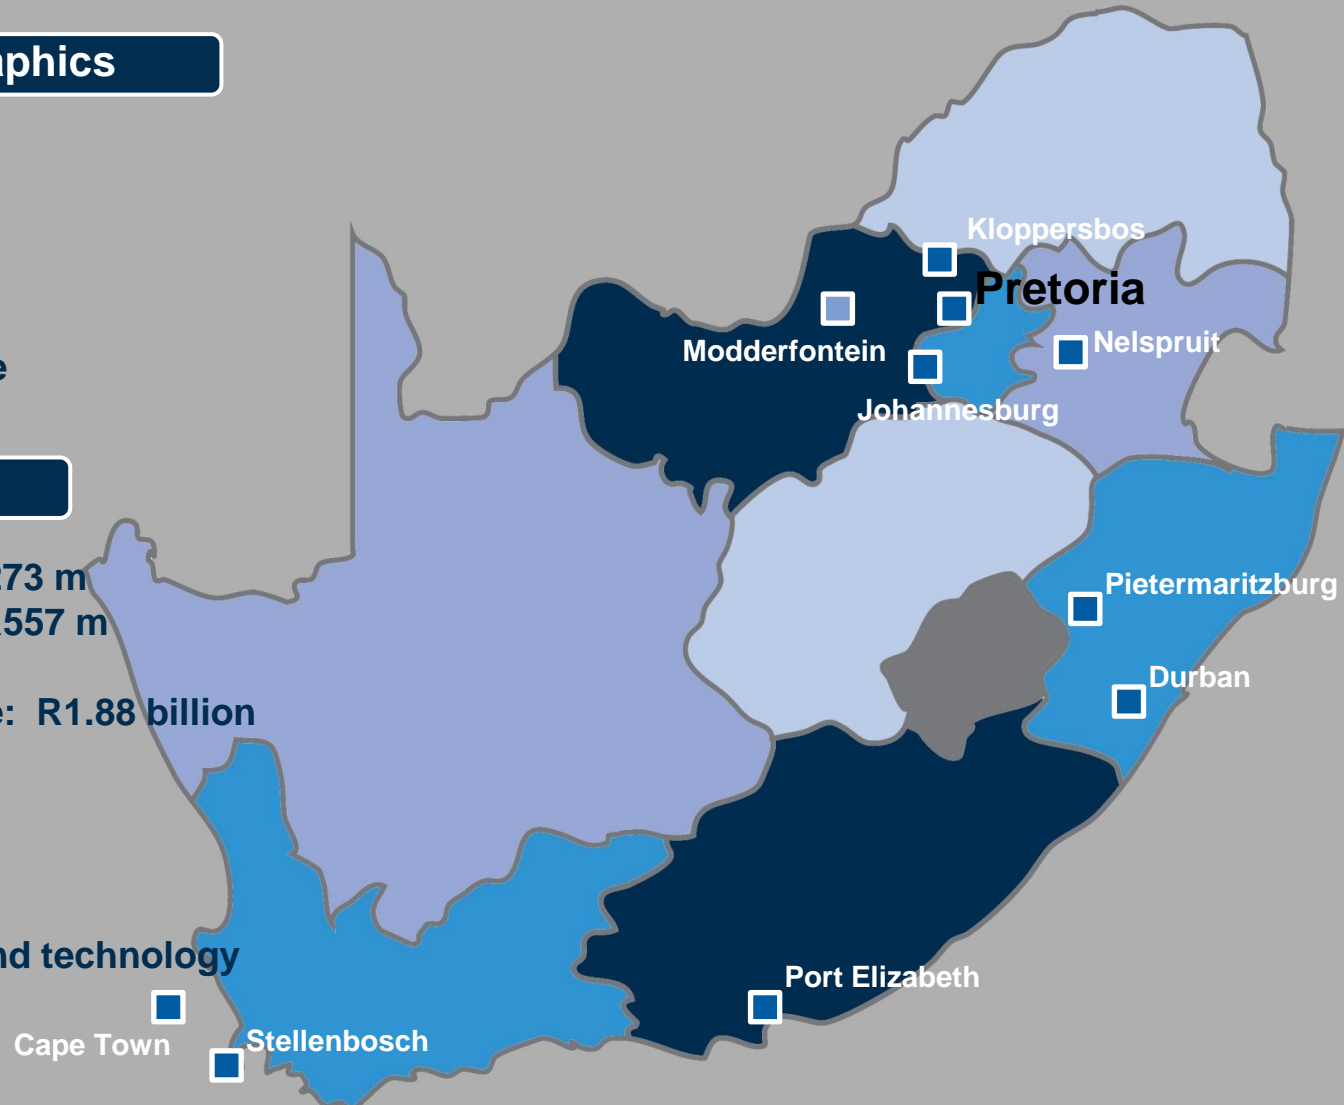 aphics
Kloppersbos
Pretoria
Nelspruit
Modderfontein
e
Johannesburg
273 m
557 m
Pietermaritzburg
Durban
e: R1.88 billion
nd technology
Port Elizabeth
Cape Town
Stellenbosch